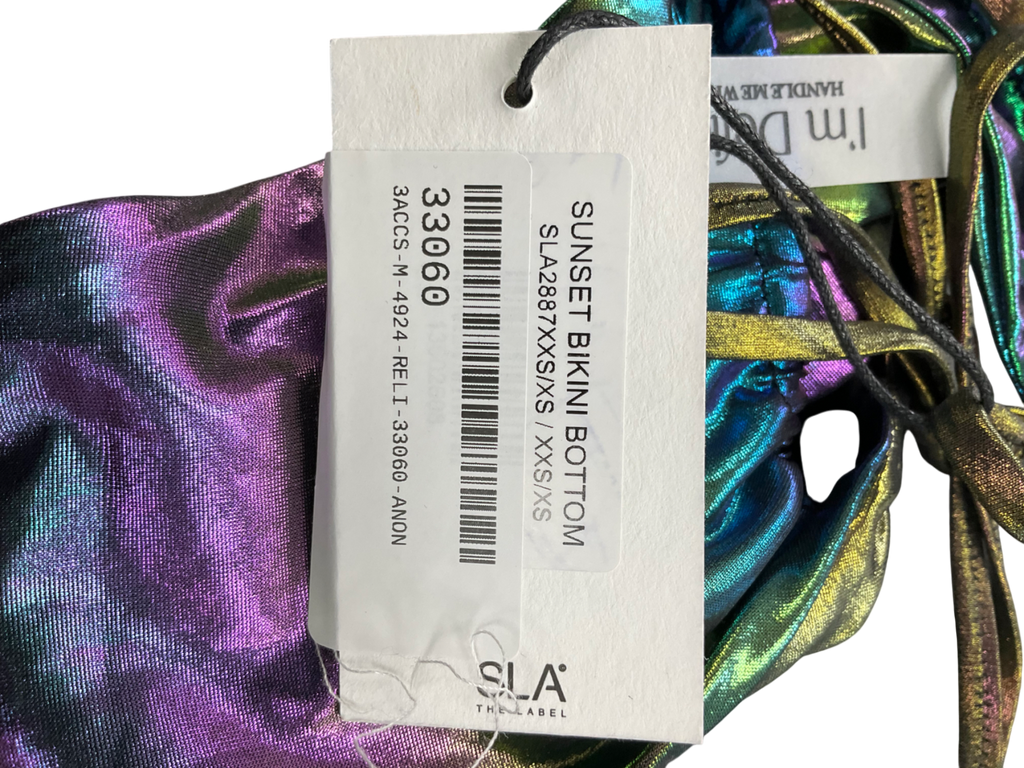 SUNSET BIKINI BOTTOM
SLA2887XXS/XS / XXS/XS
33060
3ACCS-M-4924-RELI-33060-ANON
SLA
THE LABEL
I'm
HANDLE ME